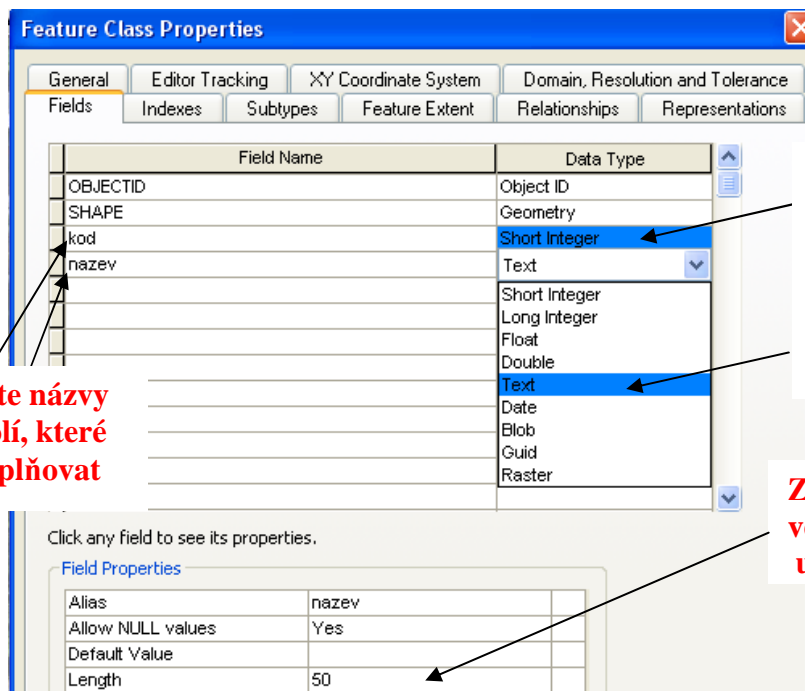 Feature Class Properties
General Editor Tracking XY Coordinate System Domain, Resolution and Tolerance
Fields Indexes Subtypes Feature Extent Relationships Representations
Field Name Data Type
OBJECTID Object ID
SHAPE Geometry
kod Short Integer
nazev Text
Short Integer
Long Integer
Float
Double
Text
Date
Blob
Guid
Raster
te názvy
lí, které
plňovat
Click any field to see its properties.
Field Properties
Alias nazev
Allow NULL values Yes
Default Value
Length 50